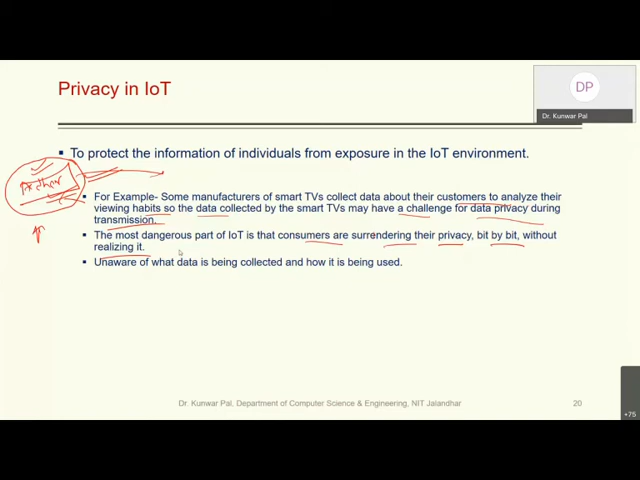 Privacy in IoT
DP
Dr. Kunwar Pal
▪ To protect the information of individuals from exposure in the IoT environment.
▪ For Example- Some manufacturers of smart TVs collect data about their customers to analyze their
viewing habits so the data collected by the smart TVs may have a challenge for data privacy during
transmission.
▪ The most dangerous part of IoT is that consumers are surrendering their privacy, bit by bit, without
realizing it.
▪ Unaware of what data is being collected and how it is being used.
Dr. Kunwar Pal. Department of Computer Science & Engineering, NIT Jalandhar
20
+75